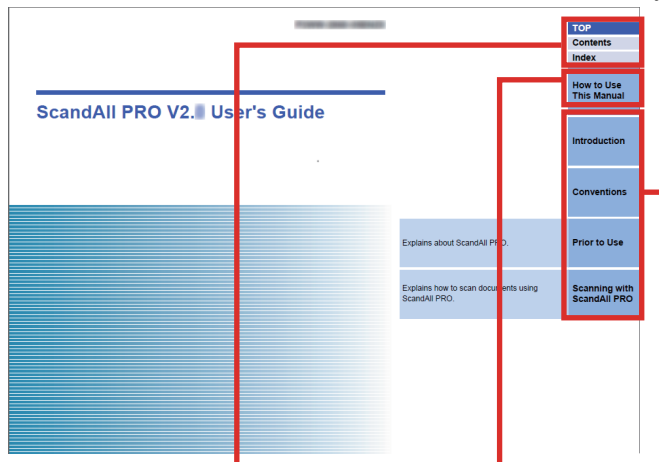 TOP
Contents
Index
How to Use
This Manual
ScandAll PRO V2. User's Guide
Introduction
Conventions
Explains about ScandAll PRO.
Prior to Use
Explains how to scan documents using
ScandAll PRO.
Scanning with
ScandAll PRO